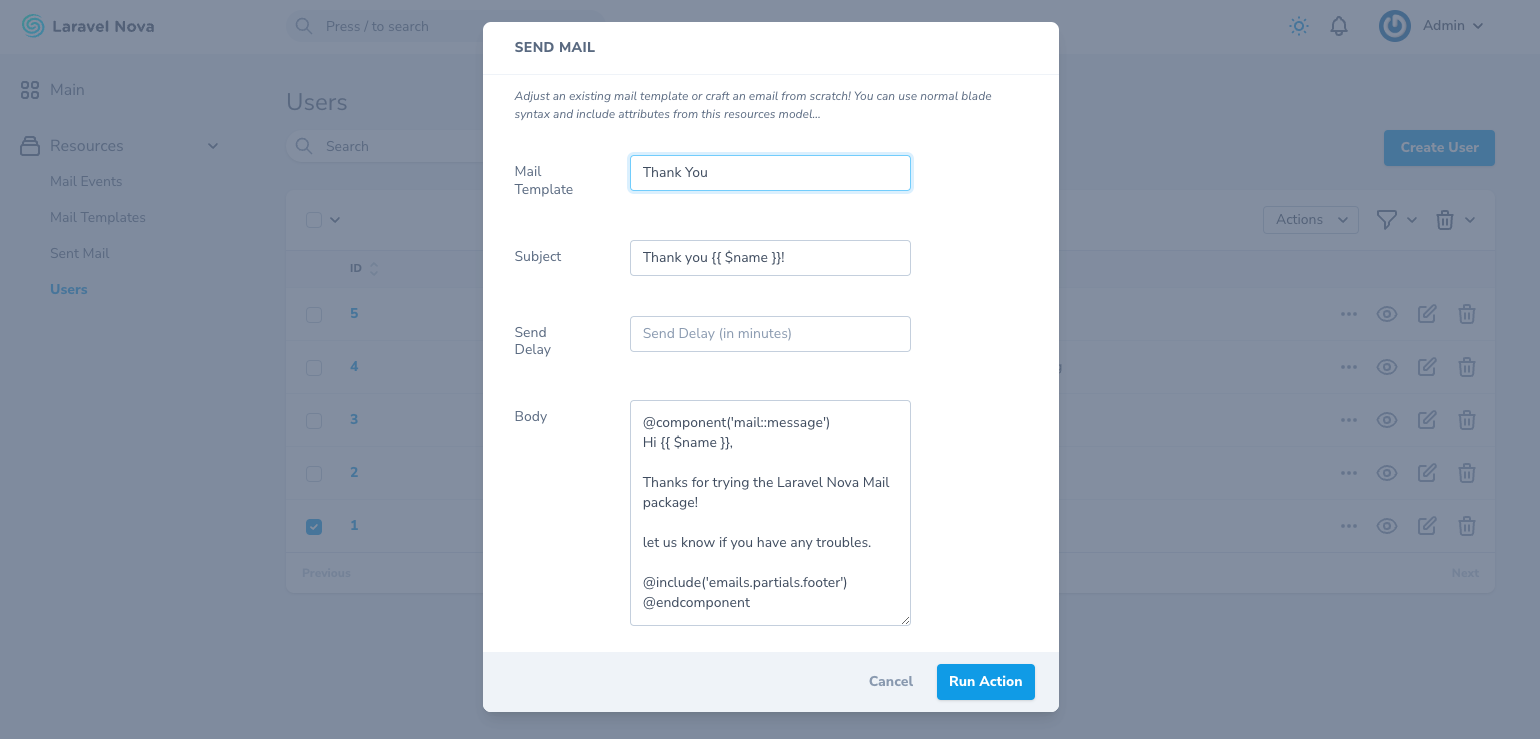 Laravel Nova
Press / to search
Admin
Main
Resources
Mail Events
Mail Templates
Sent Mail
Users
Users
Search
Create User
Actions
ID
5
4
3
2
1
Previous
Next
SEND MAIL
Adjust an existing mail template or craft an email from scratch! You can use normal blade
syntax and include attributes from this resources model...
Mail
Template
Thank You
Subject
Thank you {{ $name }}!
Send
Delay
Send Delay (in minutes)
Body
@component('mail::message')
Hi {{ $name }},
Thanks for trying the Laravel Nova Mail
package!
let us know if you have any troubles.
@include('emails.partials.footer')
@endcomponent
Cancel
Run Action